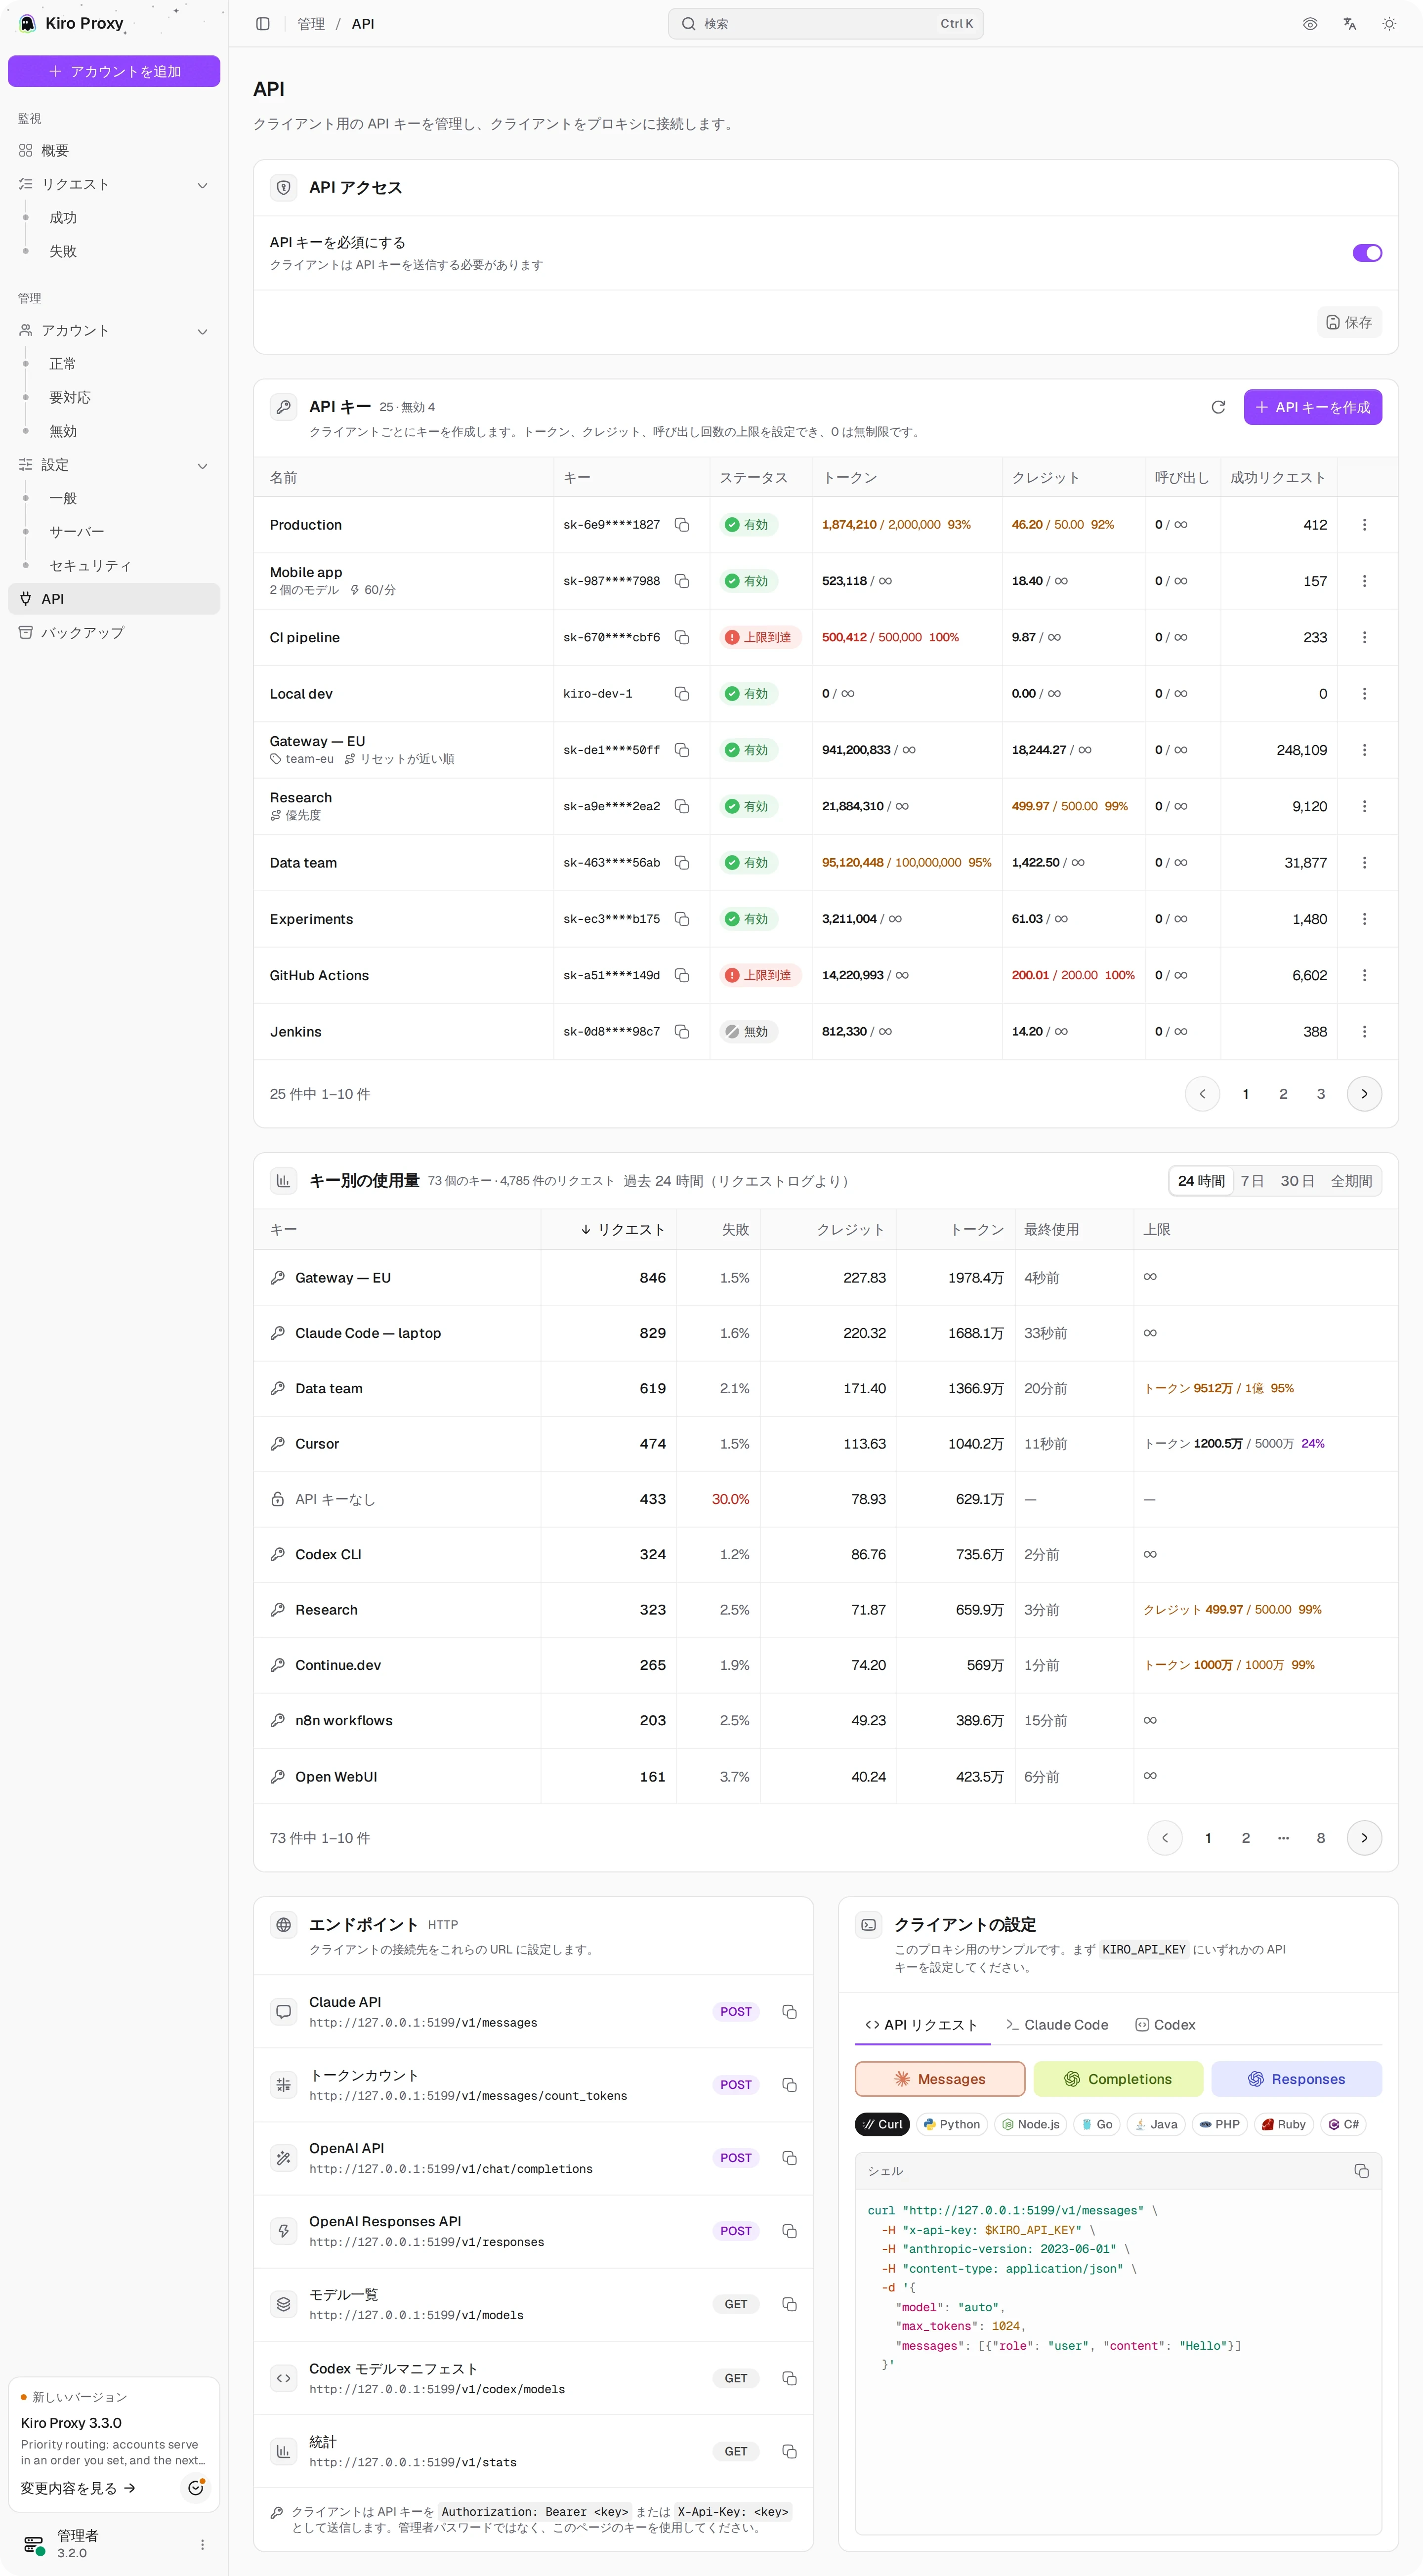 Kiro Proxy
アカウントを追加
監視
概要
リクエスト
成功
失敗
管理
アカウント
正常
要対応
無効
設定
一般
サーバー
セキュリティ
API
バックアップ
新しいバージョン
Kiro Proxy 3.3.0
Priority routing: accounts serve
in an order you set, and the next...
変更内容を見る →
管理者
3.2.0
管理 / API
検索 Ctrl K
API
クライアント用の API キーを管理し、クライアントをプロキシに接続します。
API アクセス
API キーを必須にする
クライアントは API キーを送信する必要があります
保存
API キー 25 · 無効 4
クライアントごとにキーを作成します。トークン、クレジット、呼び出し回数の上限を設定でき、0 は無制限です。
API キーを作成
名前 キー ステータス トークン クレジット 呼び出し 成功リクエスト
Production sk-6e9****1827 有効 1,874,210 / 2,000,000 93% 46.20 / 50.00 92% 0 / ∞ 412
Mobile app sk-987****7988 有効 523,118 / ∞ 18.40 / ∞ 0 / ∞ 157
2 個のモデル 60/分
CI pipeline sk-670****cbf6 上限到達 500,412 / 500,000 100% 9.87 / ∞ 0 / ∞ 233
Local dev kiro-dev-1 有効 0 / ∞ 0.00 / ∞ 0 / ∞ 0
Gateway — EU sk-de1****50ff 有効 941,200,833 / ∞ 18,244.27 / ∞ 0 / ∞ 248,109
team-eu リセットが近い順
Research sk-a9e****2ea2 有効 21,884,310 / ∞ 499.97 / 500.00 99% 0 / ∞ 9,120
優先度
Data team sk-463****56ab 有効 95,120,448 / 100,000,000 95% 1,422.50 / ∞ 0 / ∞ 31,877
Experiments sk-ec3****b175 有効 3,211,004 / ∞ 61.03 / ∞ 0 / ∞ 1,480
GitHub Actions sk-a51****149d 上限到達 14,220,993 / ∞ 200.01 / 200.00 100% 0 / ∞ 6,602
Jenkins sk-0d8****98c7 無効 812,330 / ∞ 14.20 / ∞ 0 / ∞ 388
25 件中 1–10 件 1 2 3
キー別の使用量 73 個のキー · 4,785 件のリクエスト 過去 24 時間（リクエストログより）
24 時間 7 日 30 日 全期間
キー ↓ リクエスト 失敗 クレジット トークン 最終使用 上限
Gateway — EU 846 1.5% 227.83 1978.4万 4秒前 ∞
Claude Code — laptop 829 1.6% 220.32 1688.1万 33秒前 ∞
Data team 619 2.1% 171.40 1366.9万 20分前 トークン 9512万 / 1億 95%
Cursor 474 1.5% 113.63 1040.2万 11秒前 トークン 1200.5万 / 5000万 24%
API キーなし 433 30.0% 78.93 629.1万 — —
Codex CLI 324 1.2% 86.76 735.6万 2分前 ∞
Research 323 2.5% 71.87 659.9万 3分前 クレジット 499.97 / 500.00 99%
Continue.dev 265 1.9% 74.20 569万 1分前 トークン 1000万 / 1000万 99%
n8n workflows 203 2.5% 49.23 389.6万 15分前 ∞
Open WebUI 161 3.7% 40.24 423.5万 6分前 ∞
73 件中 1–10 件 1 2 ••• 8
エンドポイント HTTP
クライアントの接続先をこれらの URL に設定します。
Claude API
http://127.0.0.1:5199/v1/messages
POST
トークンカウント
http://127.0.0.1:5199/v1/messages/count_tokens
POST
OpenAI API
http://127.0.0.1:5199/v1/chat/completions
POST
OpenAI Responses API
http://127.0.0.1:5199/v1/responses
POST
モデル一覧
http://127.0.0.1:5199/v1/models
GET
Codex モデルマニフェスト
http://127.0.0.1:5199/v1/codex/models
GET
統計
http://127.0.0.1:5199/v1/stats
GET
クライアントは API キーを Authorization: Bearer <key> または X-Api-Key: <key>
として送信します。管理者パスワードではなく、このページのキーを使用してください。
クライアントの設定
このプロキシ用のサンプルです。まず KIRO_API_KEY にいずれかの API
キーを設定してください。
API リクエスト Claude Code Codex
Messages Completions Responses
Curl Python Node.js Go Java PHP Ruby C#
シェル
curl "http://127.0.0.1:5199/v1/messages" \
-H "x-api-key: $KIRO_API_KEY" \
-H "anthropic-version: 2023-06-01" \
-H "content-type: application/json" \
-d '{
"model": "auto",
"max_tokens": 1024,
"messages": [{"role": "user", "content": "Hello"}]
}'